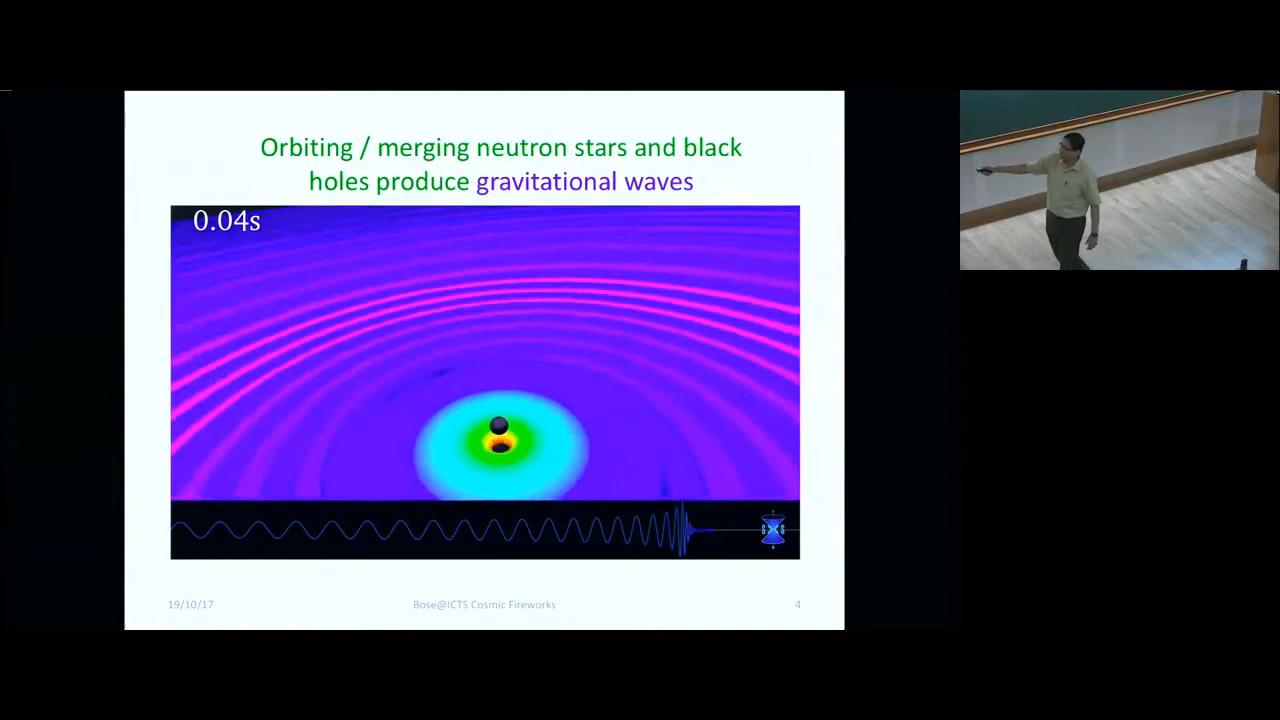 Orbiting / merging neutron stars and black
holes produce gravitational waves
0.04s
SXS
19/10/17
Bose@ICTS Cosmic Fireworks
4